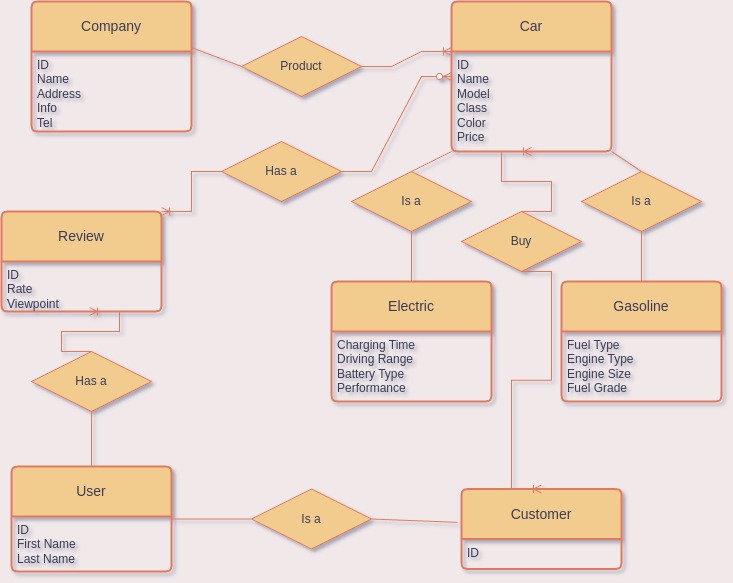 Company
ID
Name
Address
Info
Tel
Product
Car
ID
Name
Model
Class
Color
Price
Has a
Is a
Buy
Is a
Review
ID
Rate
Viewpoint
Electric
Charging Time
Driving Range
Battery Type
Performance
Gasoline
Fuel Type
Engine Type
Engine Size
Fuel Grade
Has a
User
ID
First Name
Last Name
Is a
Customer
ID